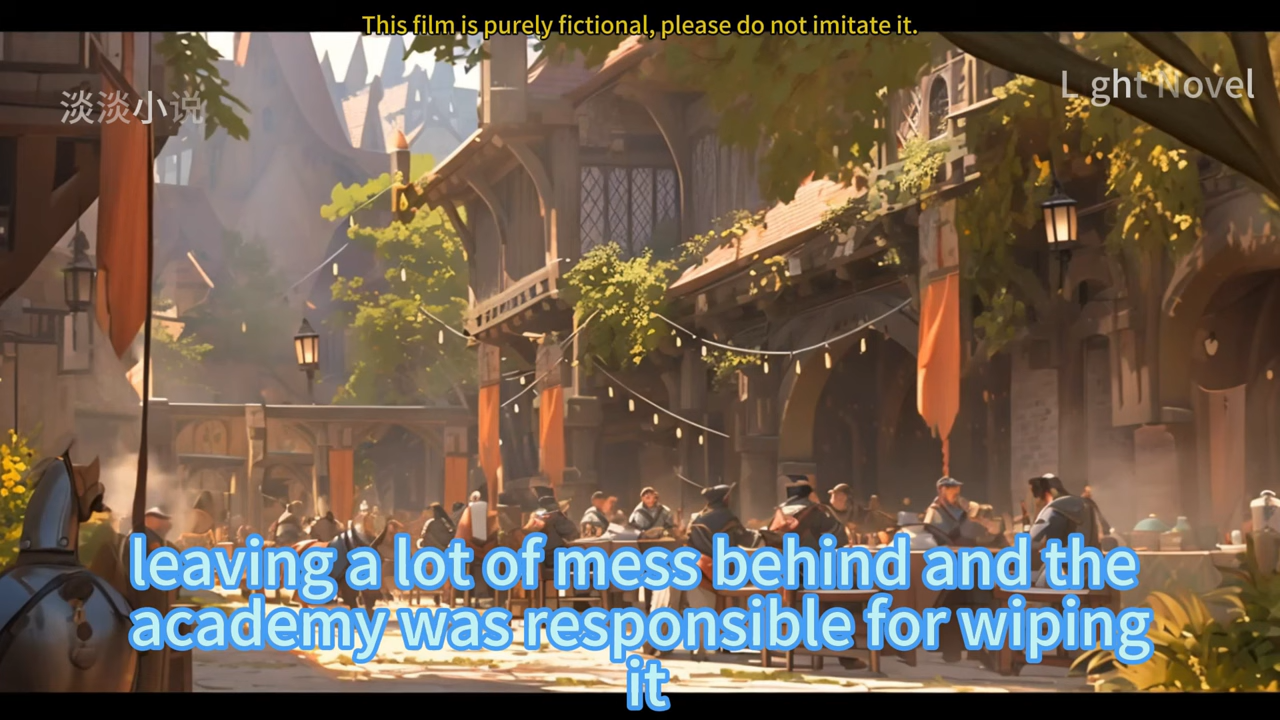 This film is purely fictional, please do not imitate it.
淡淡小说
Light Novel
leaving a lot of mess behind and the
academy was responsible for wiping
it